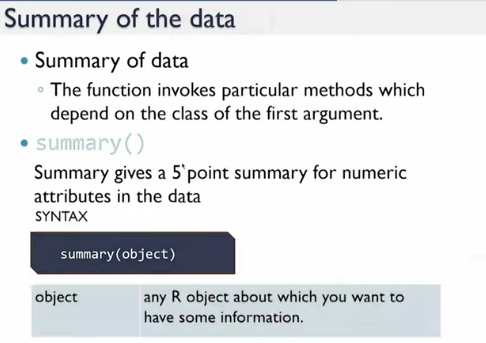 Summary of the data
• Summary of data
◦ The function invokes particular methods which
depend on the class of the first argument.
• summary()
Summary gives a 5`point summary for numeric
attributes in the data
SYNTAX
summary(object)
object any R object about which you want to
have some information.